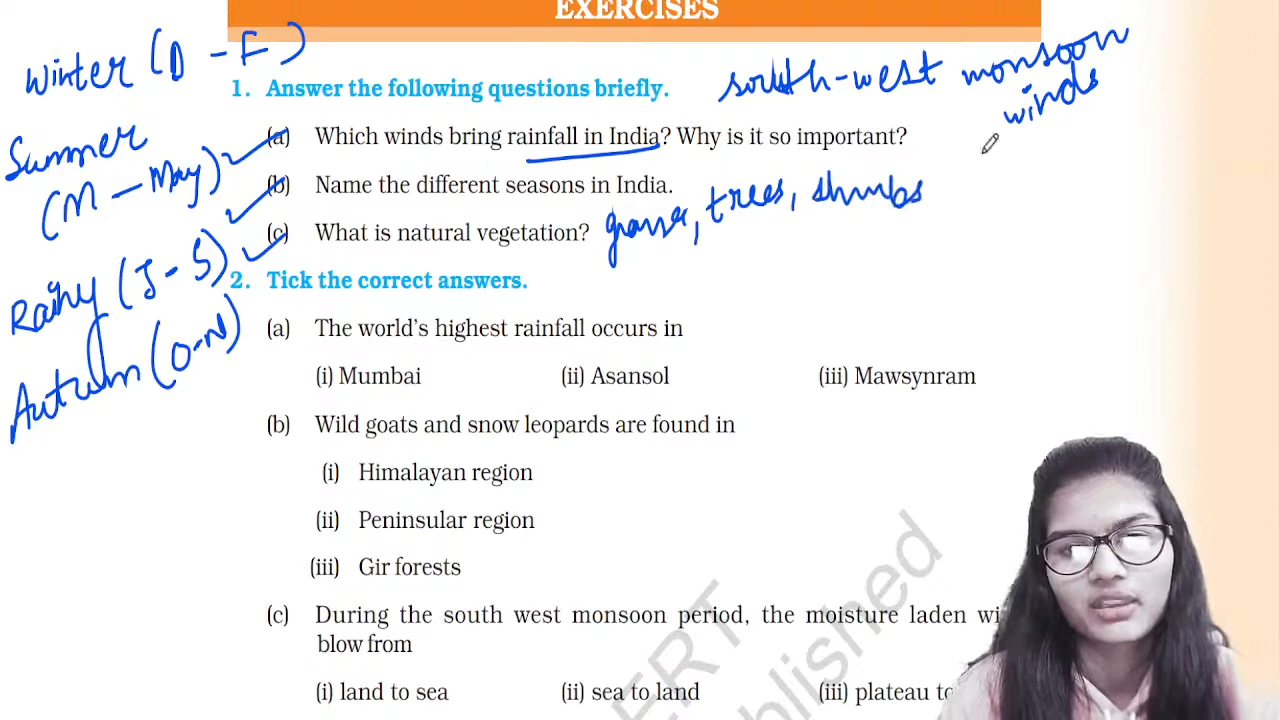 EXERCISES
Winter (D - F)
1. Answer the following questions briefly.
south-west monsoon
winds
Summer
(M - May)
(a) Which winds bring rainfall in India? Why is it so important?
(b) Name the different seasons in India.
(c) What is natural vegetation?
grasses, trees, shrubs
Rainy (J - S)
Autumn (O-N)
2. Tick the correct answers.
(a) The world's highest rainfall occurs in
(i) Mumbai (ii) Asansol (iii) Mawsynram
(b) Wild goats and snow leopards are found in
(i) Himalayan region
(ii) Peninsular region
(iii) Gir forests
(c) During the south west monsoon period, the moisture laden
blow from
(i) land to sea (ii) sea to land (iii) plateau